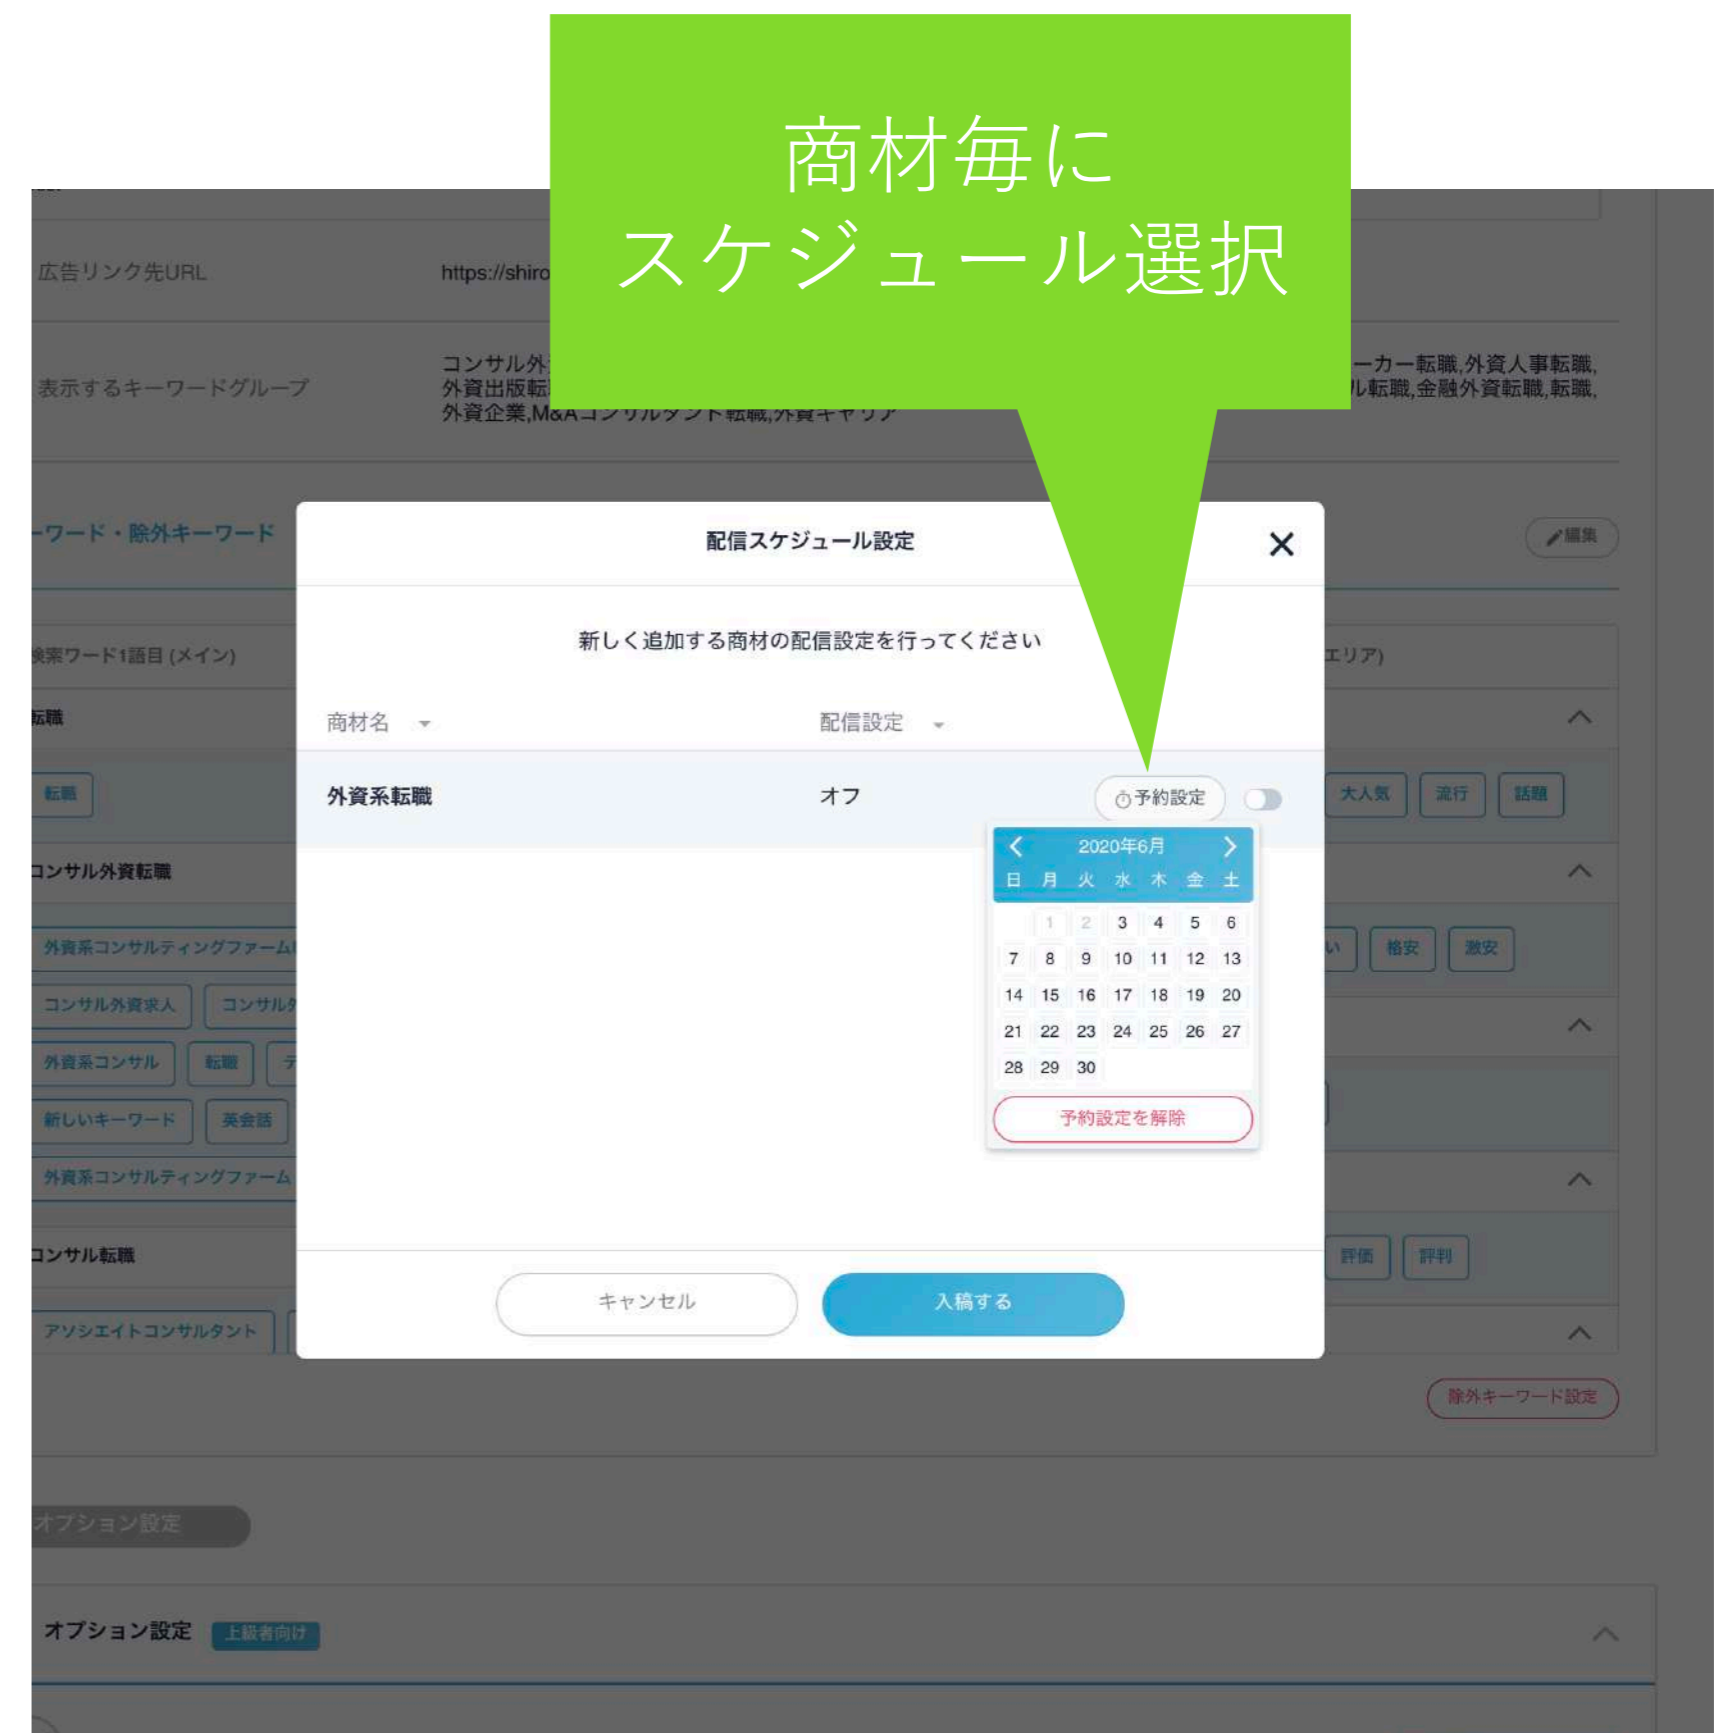 商材毎に
スケジュール選択
広告リンク先URL
https://shiro
表示するキーワードグループ
コンサル外
ーカー転職,外資人事転職,
外資出版転
ル転職,金融外資転職,転職,
外資企業,M&Aコンサルタント転職,外資キャリア
ーワード・除外キーワード
編集
配信スケジュール設定
新しく追加する商材の配信設定を行ってください
検索ワード1語目 (メイン)
エリア)
転職
商材名
配信設定
転職
外資系転職
オフ
予約設定
大人気
流行
話題
2020年6月
日 月 火 水 木 金 土
1 2 3 4 5 6
7 8 9 10 11 12 13
14 15 16 17 18 19 20
21 22 23 24 25 26 27
28 29 30
予約設定を解除
コンサル外資転職
外資系コンサルティングファーム
い
格安
激安
コンサル外資求人
コンサル外
外資系コンサル
転職
テ
新しいキーワード
英会話
外資系コンサルティングファーム
コンサル転職
評価
評判
キャンセル
入稿する
アソシエイトコンサルタント
除外キーワード設定
オプション設定
オプション設定
上級者向け